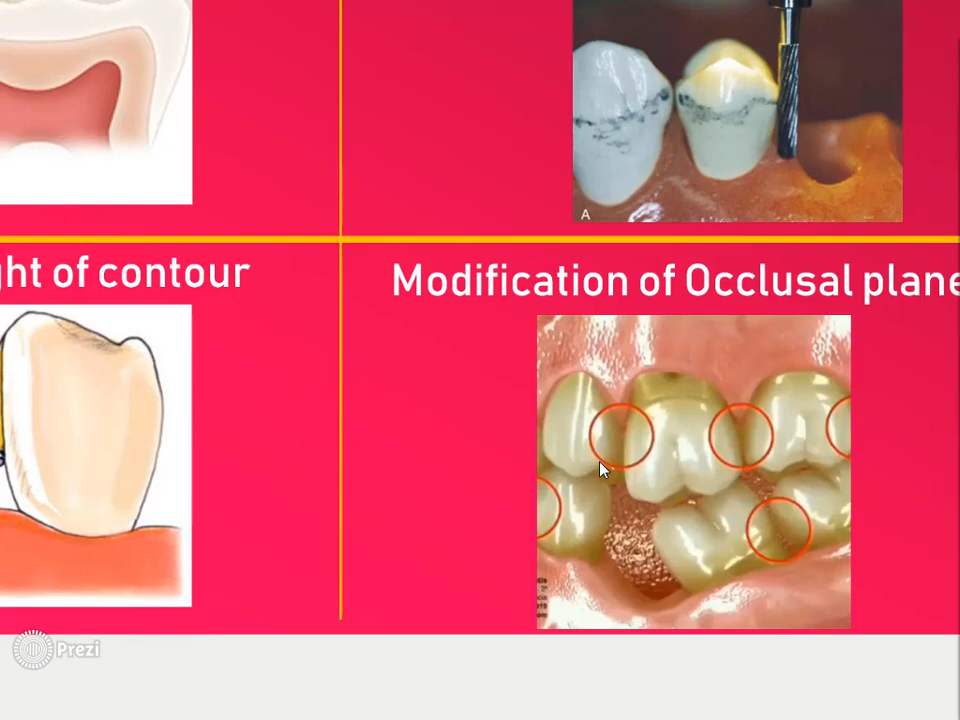 A
ght of contour
Modification of Occlusal plane
Prezi